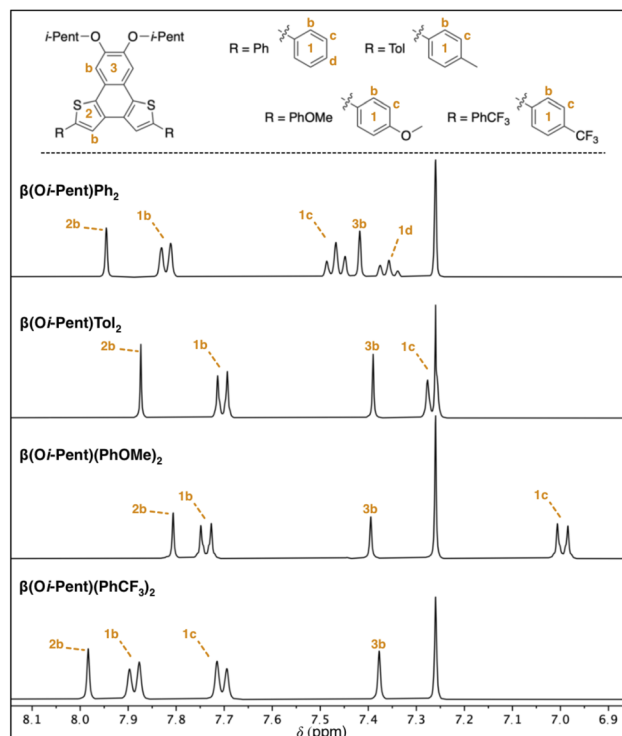 i-Pent O O i-Pent
b 3
S 2 S
R b R
R = Ph 1 b c d
R = Tol 1 b c
R = PhOMe 1 b c O
R = PhCF3 1 b c CF3
β(Oi-Pent)Ph2
2b 1b 1c 3b 1d
β(Oi-Pent)Tol2
2b 1b 3b 1c
β(Oi-Pent)(PhOMe)2
2b 1b 3b 1c
β(Oi-Pent)(PhCF3)2
2b 1b 1c 3b
8.1 8.0 7.9 7.8 7.7 7.6 7.5 7.4 7.3 7.2 7.1 7.0 6.9
δ (ppm)